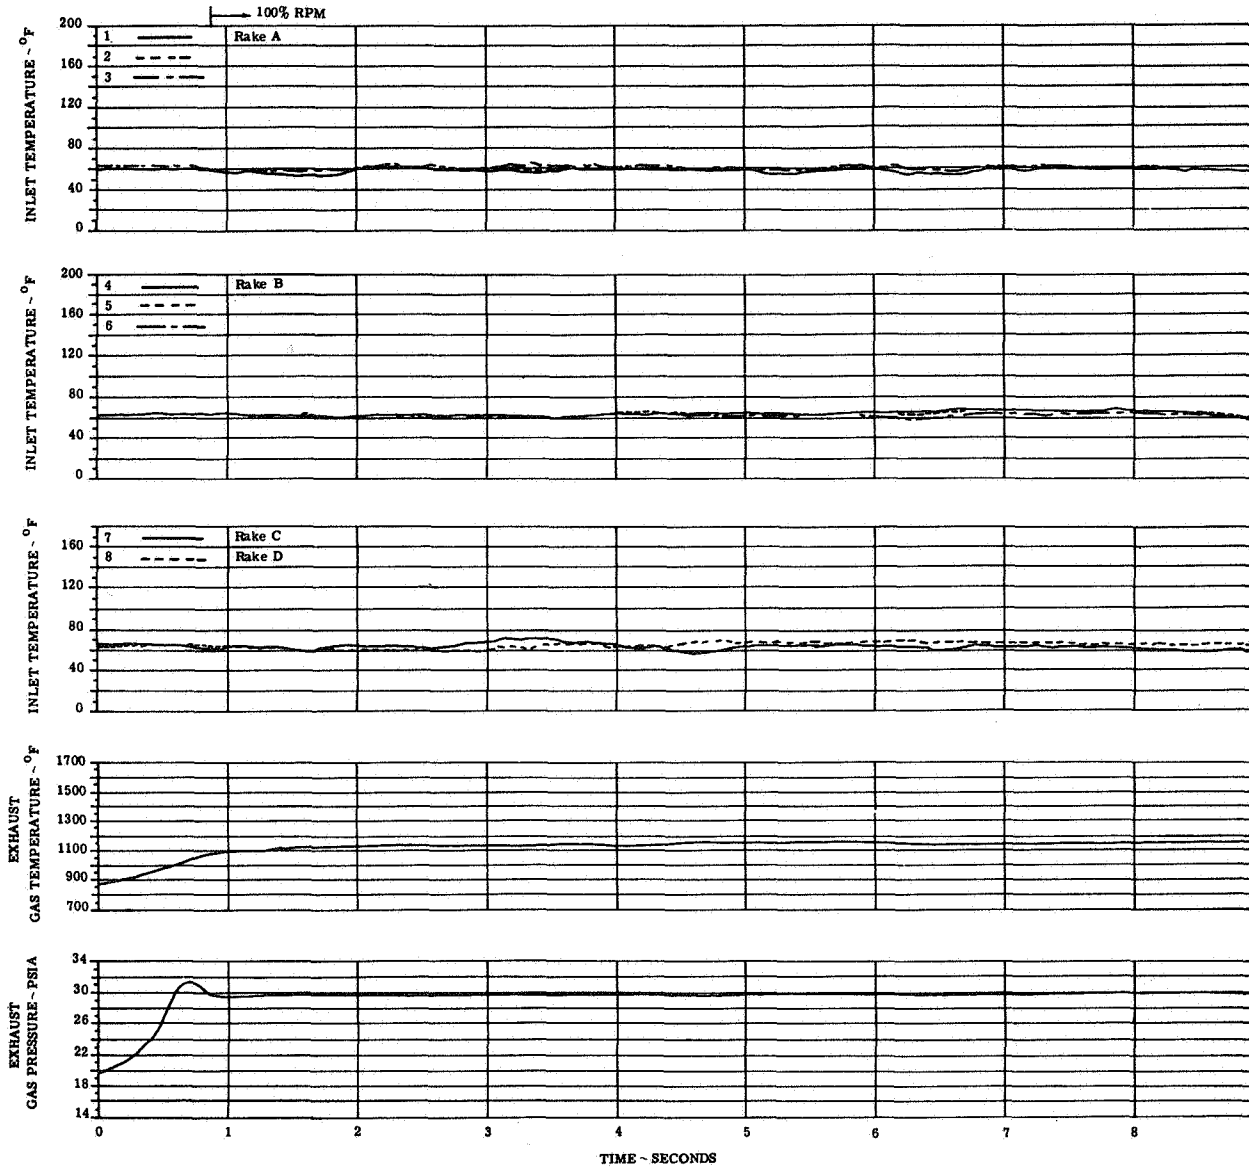 100% RPM
INLET TEMPERATURE ~ °F
200
160
120
80
40
0
1
2
3
Rake A
INLET TEMPERATURE ~ °F
200
160
120
80
40
0
4
5
6
Rake B
INLET TEMPERATURE ~ °F
160
120
80
40
0
7
8
Rake C
Rake D
EXHAUST
GAS TEMPERATURE ~ °F
1700
1500
1300
1100
900
700
EXHAUST
GAS PRESSURE ~ PSIA
34
30
26
22
18
14
0 1 2 3 4 5 6 7 8
TIME ~ SECONDS